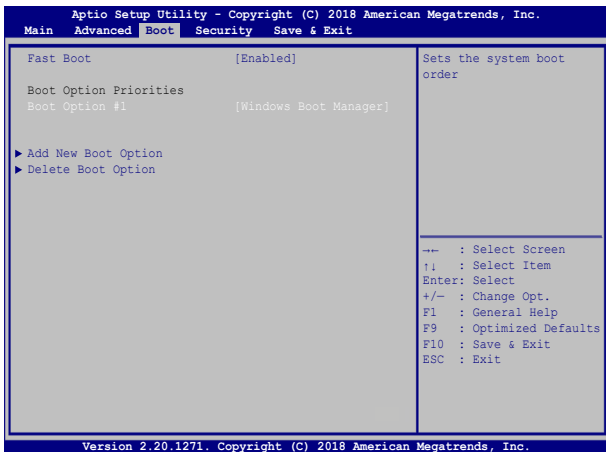 Aptio Setup Utility - Copyright (C) 2018 American Megatrends, Inc.
Main Advanced Boot Security Save & Exit
Fast Boot [Enabled]
Boot Option Priorities
Boot Option #1 [Windows Boot Manager]
▶ Add New Boot Option
▶ Delete Boot Option
Sets the system boot
order
→← : Select Screen
↑↓ : Select Item
Enter: Select
+/— : Change Opt.
F1 : General Help
F9 : Optimized Defaults
F10 : Save & Exit
ESC : Exit
Version 2.20.1271. Copyright (C) 2018 American Megatrends, Inc.